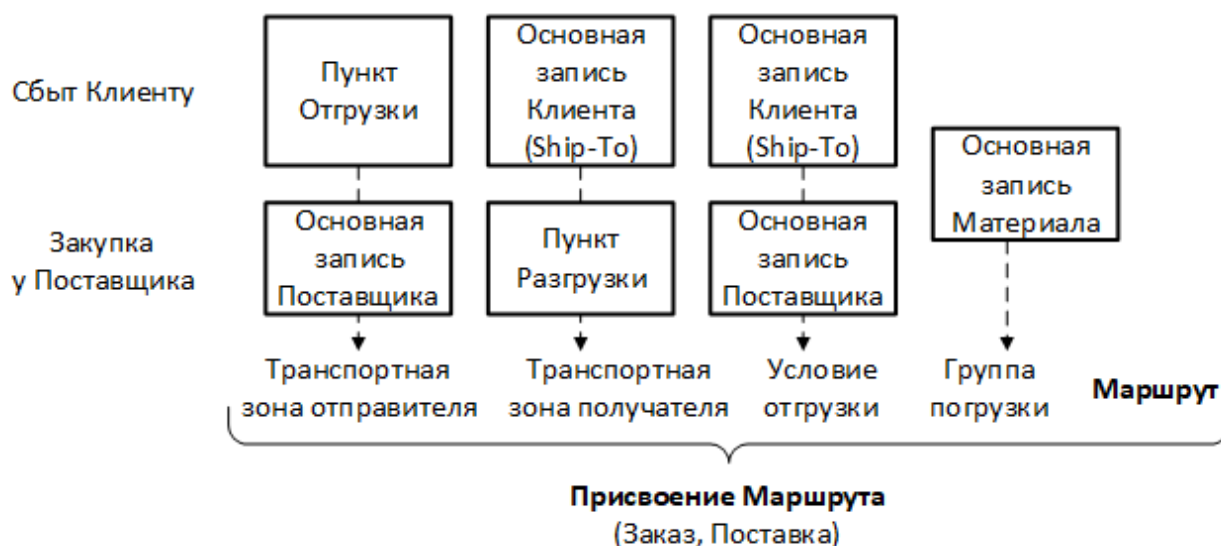 Сбыт Клиенту
Пункт
Отгрузки
Основная
запись
Клиента
(Ship-To)
Основная
запись
Клиента
(Ship-To)
Основная
запись
Материала
Закупка
у Поставщика
Основная
запись
Поставщика
Пункт
Разгрузки
Основная
запись
Поставщика
Транспортная
зона отправителя
Транспортная
зона получателя
Условие
отгрузки
Группа
погрузки
Маршрут
Присвоение Маршрута
(Заказ, Поставка)